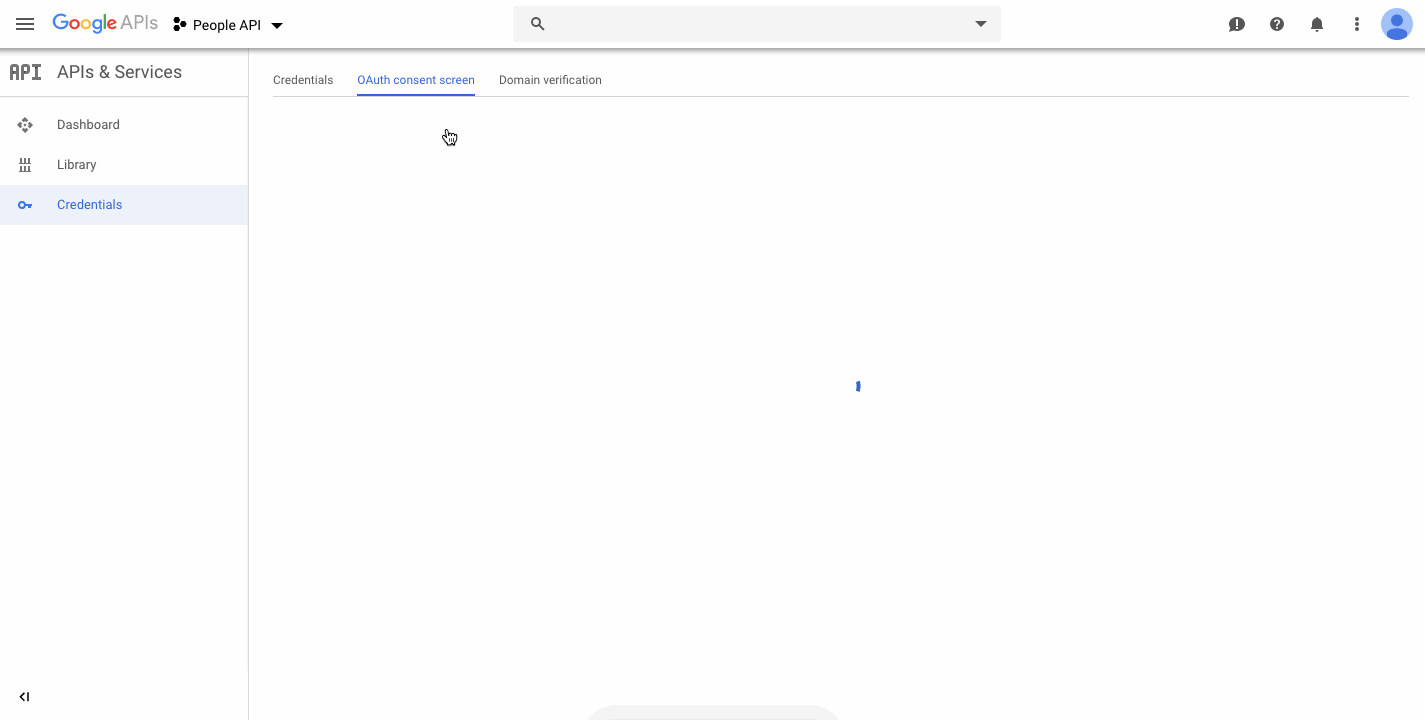 Google APIs People API
API APIs & Services
Credentials OAuth consent screen Domain verification
Dashboard
Library
Credentials